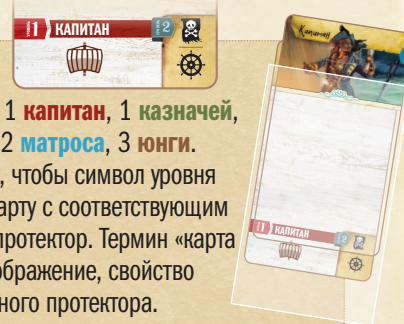 1 КАПИТАН 2
1 капитан, 1 казначей,
2 матроса, 3 юнги.
, чтобы символ уровня
арту с соответствующим
протектор. Термин «карта
ображение, свойство
ного протектора.
Капитан
1 КАПИТАН 2